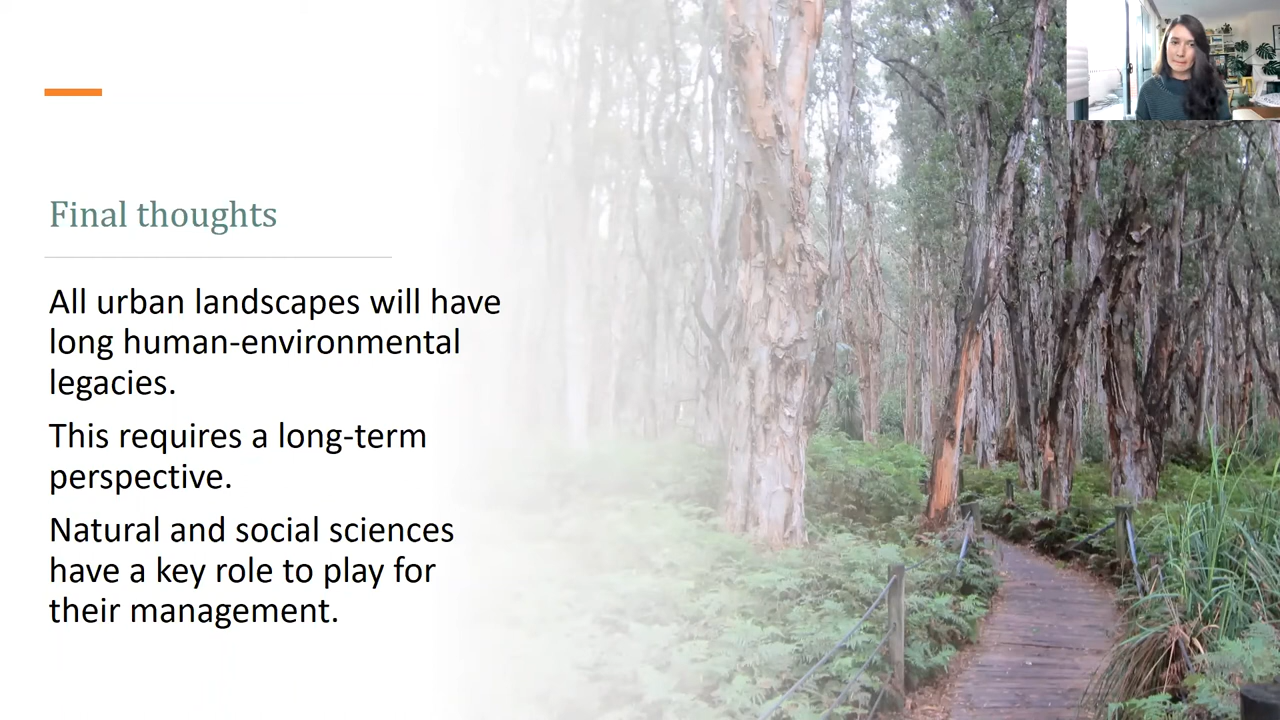 Final thoughts
All urban landscapes will have
long human-environmental
legacies.
This requires a long-term
perspective.
Natural and social sciences
have a key role to play for
their management.